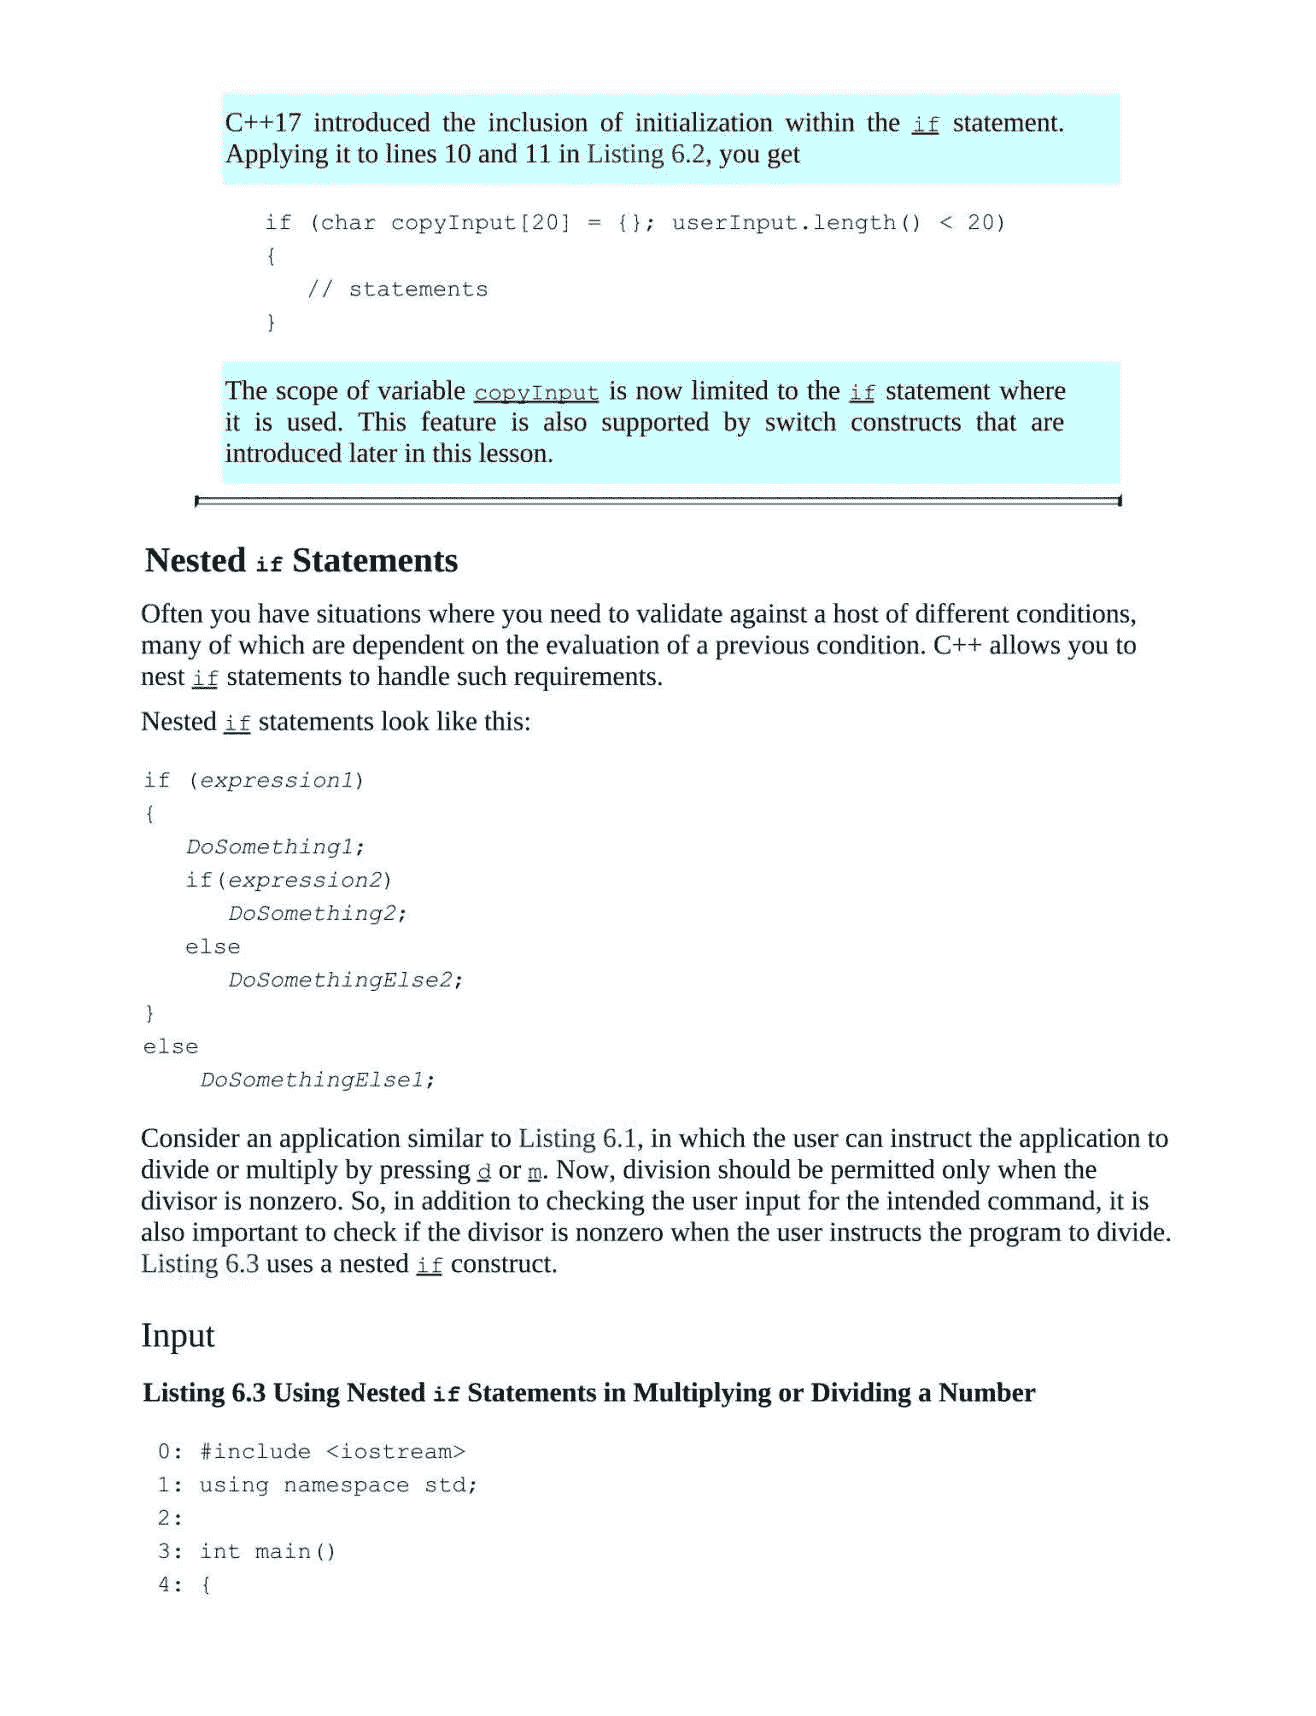 C++17 introduced the inclusion of initialization within the if statement.
Applying it to lines 10 and 11 in Listing 6.2, you get
if (char copyInput[20] = {}; userInput.length() < 20)
{
// statements
}
The scope of variable copyInput is now limited to the if statement where
it is used. This feature is also supported by switch constructs that are
introduced later in this lesson.
Nested if Statements
Often you have situations where you need to validate against a host of different conditions,
many of which are dependent on the evaluation of a previous condition. C++ allows you to
nest if statements to handle such requirements.
Nested if statements look like this:
if (expression1)
{
DoSomething1;
if(expression2)
DoSomething2;
else
DoSomethingElse2;
}
else
DoSomethingElse1;
Consider an application similar to Listing 6.1, in which the user can instruct the application to
divide or multiply by pressing d or m. Now, division should be permitted only when the
divisor is nonzero. So, in addition to checking the user input for the intended command, it is
also important to check if the divisor is nonzero when the user instructs the program to divide.
Listing 6.3 uses a nested if construct.
Input
Listing 6.3 Using Nested if Statements in Multiplying or Dividing a Number
0: #include <iostream>
1: using namespace std;
2:
3: int main()
4: {